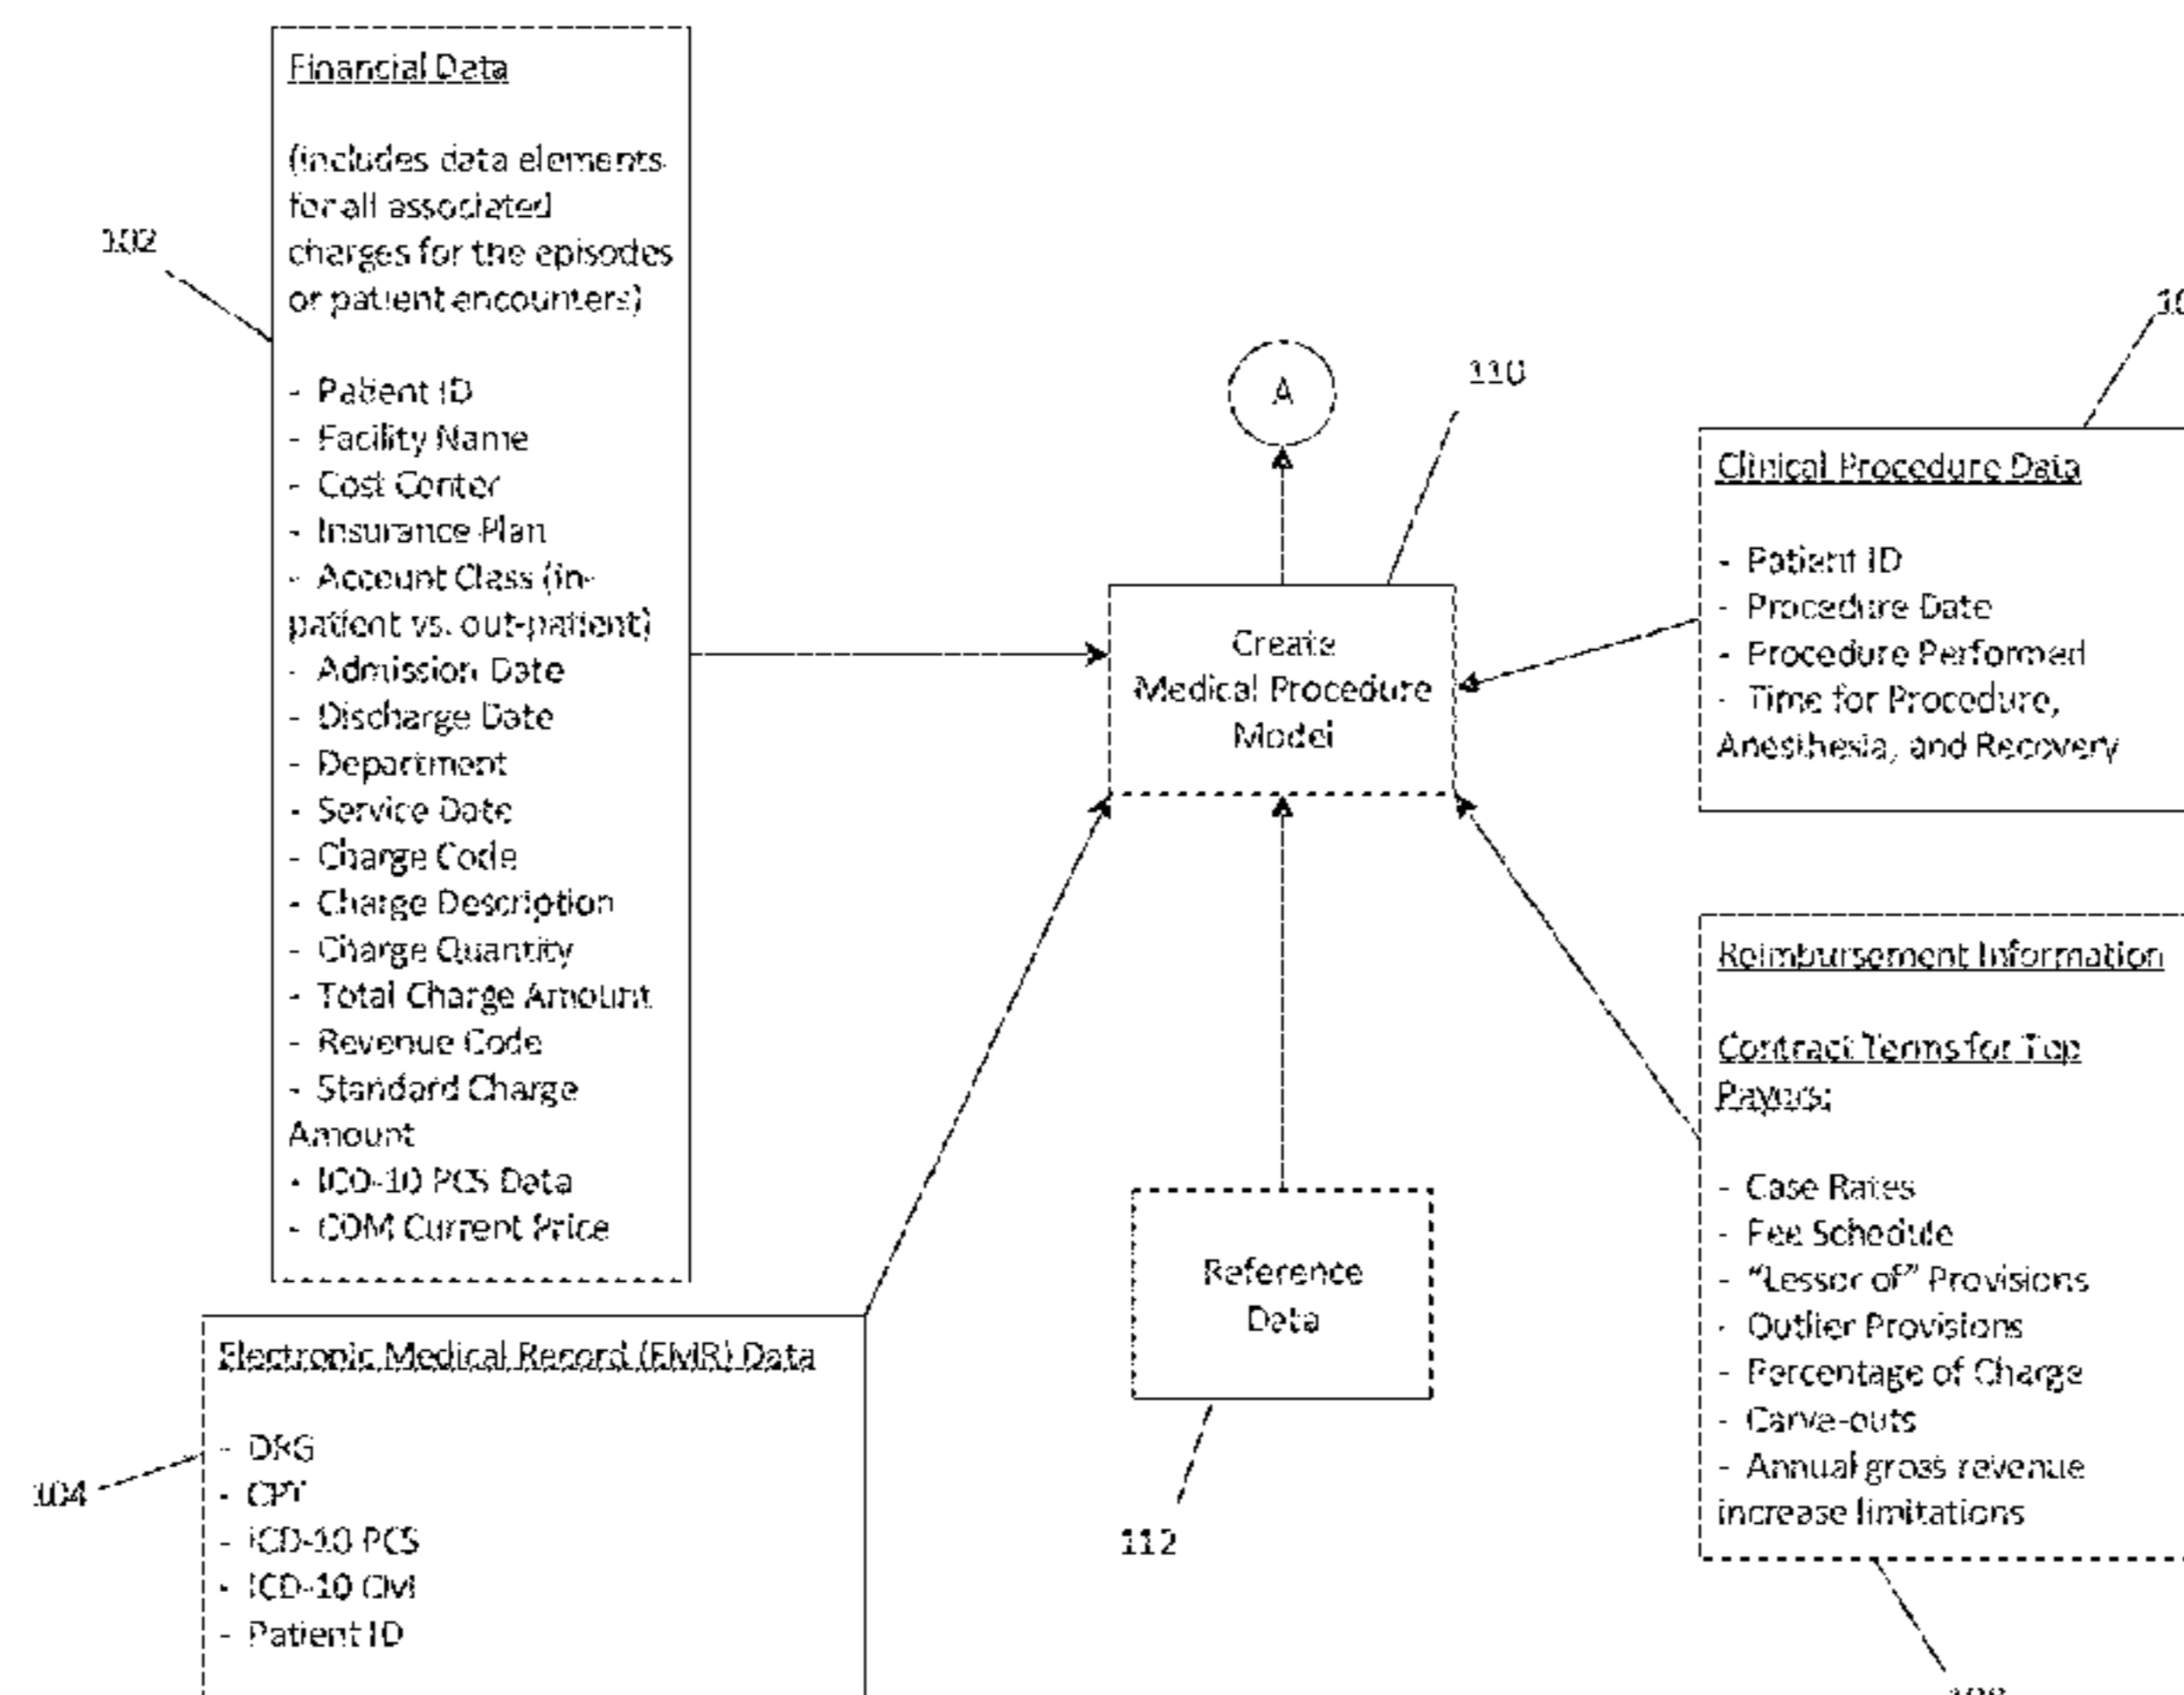 Financial Data
(includes data elements
for all associated
charges for the episodes
or patient encounters)
- Patient ID
- Facility Name
- Cost Center
- Insurance Plan
- Account Class (in-
patient vs. out-patient)
- Admission Date
- Discharge Date
- Department
- Service Date
- Charge Code
- Charge Description
- Charge Quantity
- Total Charge Amount
- Revenue Code
- Standard Charge
Amount
- ICD-10 PCS Data
- CDM Current Price
102
Electronic Medical Record (EMR) Data
- DRG
- CPT
- ICD-10 PCS
- ICD-10 CM
- Patient ID
104
A
110
Create
Medical Procedure
Model
Reference
Data
112
Clinical Procedure Data
- Patient ID
- Procedure Date
- Procedure Performed
- Time for Procedure,
Anesthesia, and Recovery
Reimbursement Information
Contract Terms for Top
Payors:
- Case Rates
- Fee Schedule
- “Lessor of” Provisions
- Outlier Provisions
- Percentage of Charge
- Carve-outs
- Annual gross revenue
increase limitations